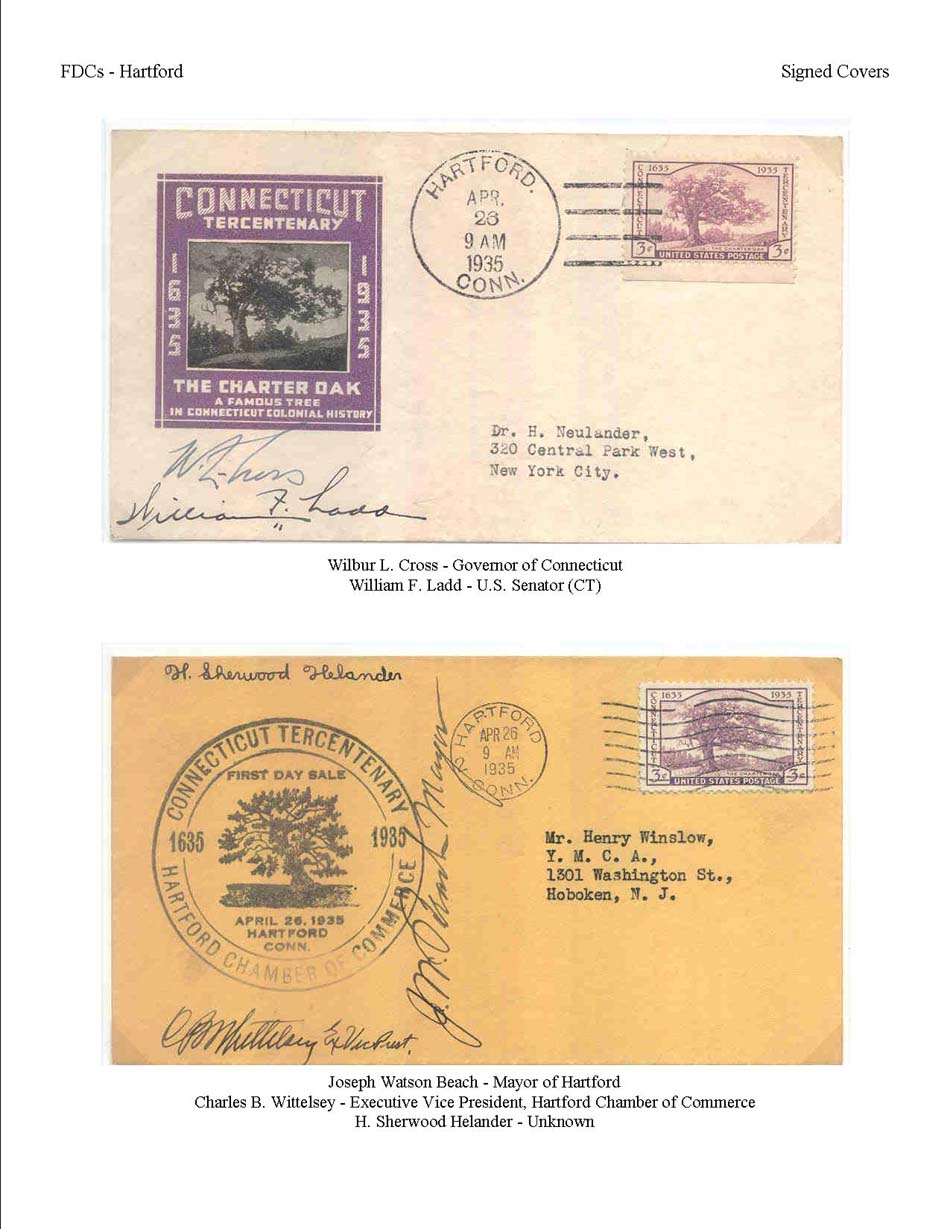 FDCs - Hartford
Signed Covers
CONNECTICUT
TERCENTENARY
1635
1935
THE CHARTER OAK
A FAMOUS TREE
IN CONNECTICUT COLONIAL HISTORY
HARTFORD.
APR.
26
9 AM
1935
CONN.
1635 1935
CONNECTICUT
TERCENTENARY
THE CHARTER OAK
3c 3c
UNITED STATES POSTAGE
Dr. H. Neulander,
320 Central Park West,
New York City.
W. L. Cross
William F. Ladd
Wilbur L. Cross - Governor of Connecticut
William F. Ladd - U.S. Senator (CT)
H. Sherwood Helander
CONNECTICUT TERCENTENARY
FIRST DAY SALE
1635 1935
APRIL 26, 1935
HARTFORD
CONN.
HARTFORD CHAMBER OF COMMERCE
Mayor
HARTFORD
APR 26
9 AM
1935
2 CONN.
1635 1935
CONNECTICUT
TERCENTENARY
THE CHARTER OAK
3c 3c
UNITED STATES POSTAGE
Mr. Henry Winslow,
Y. M. C. A.,
1301 Washington St.,
Hoboken, N. J.
CB Whittelsey Ex Vice Prest.
Joseph Watson Beach - Mayor of Hartford
Charles B. Wittelsey - Executive Vice President, Hartford Chamber of Commerce
H. Sherwood Helander - Unknown